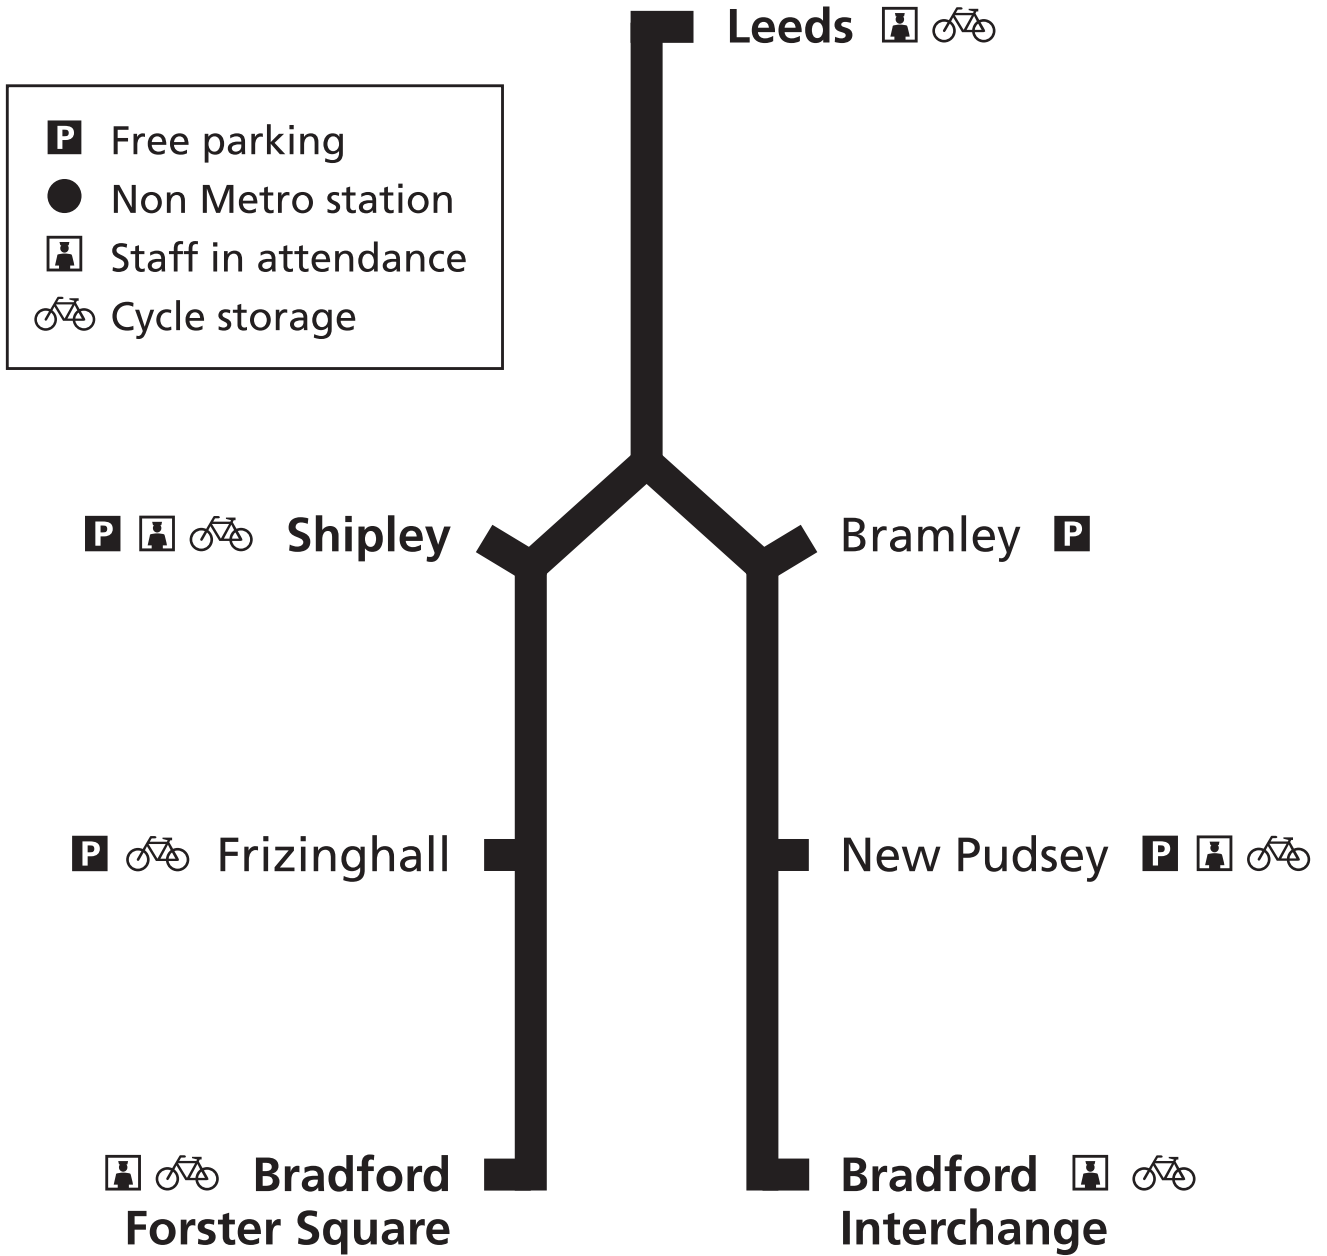 Leeds
P Free parking
Non Metro station
Staff in attendance
Cycle storage
P Shipley
Bramley P
P Frizinghall
New Pudsey P
Bradford
Forster Square
Bradford
Interchange